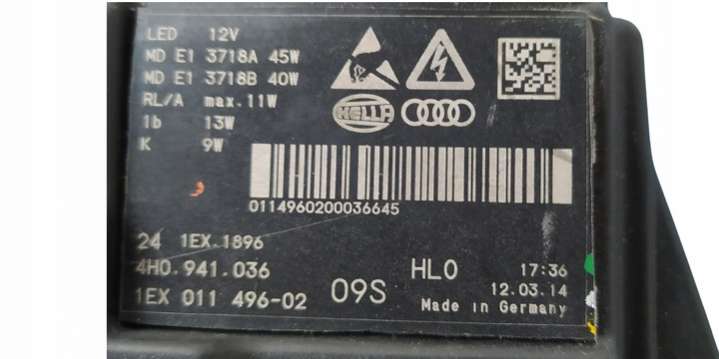 LED 12V
MD E1 3718A 45W
MD E1 3718B 40W
RL/A max.11W
1b 13W
K 9W
HELLA
0114960200036645
24 1EX.1896
4H0.941.036
1EX 011 496-02
09S
HL0
17:36
12.03.14
Made in Germany